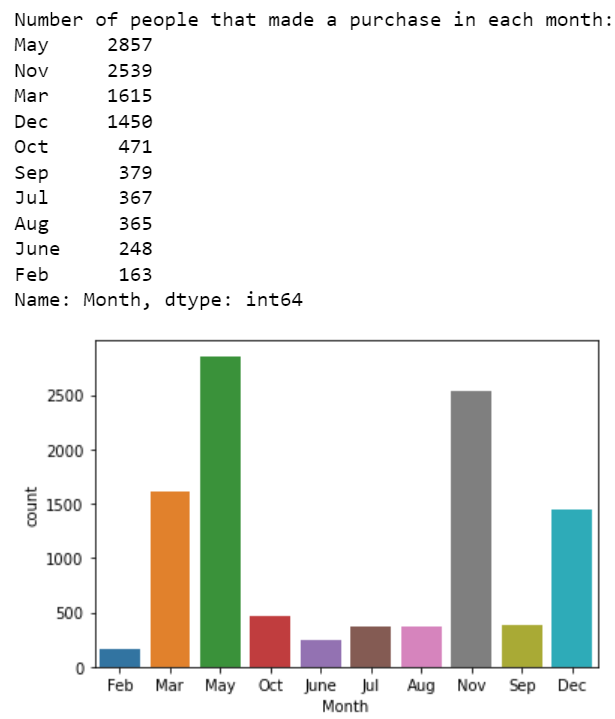 Number of people that made a purchase in each month:
May 2857
Nov 2539
Mar 1615
Dec 1450
Oct 471
Sep 379
Jul 367
Aug 365
June 248
Feb 163
Name: Month, dtype: int64
2500
2000
1500
1000
500
0
count
Feb Mar May Oct June Jul Aug Nov Sep Dec
Month